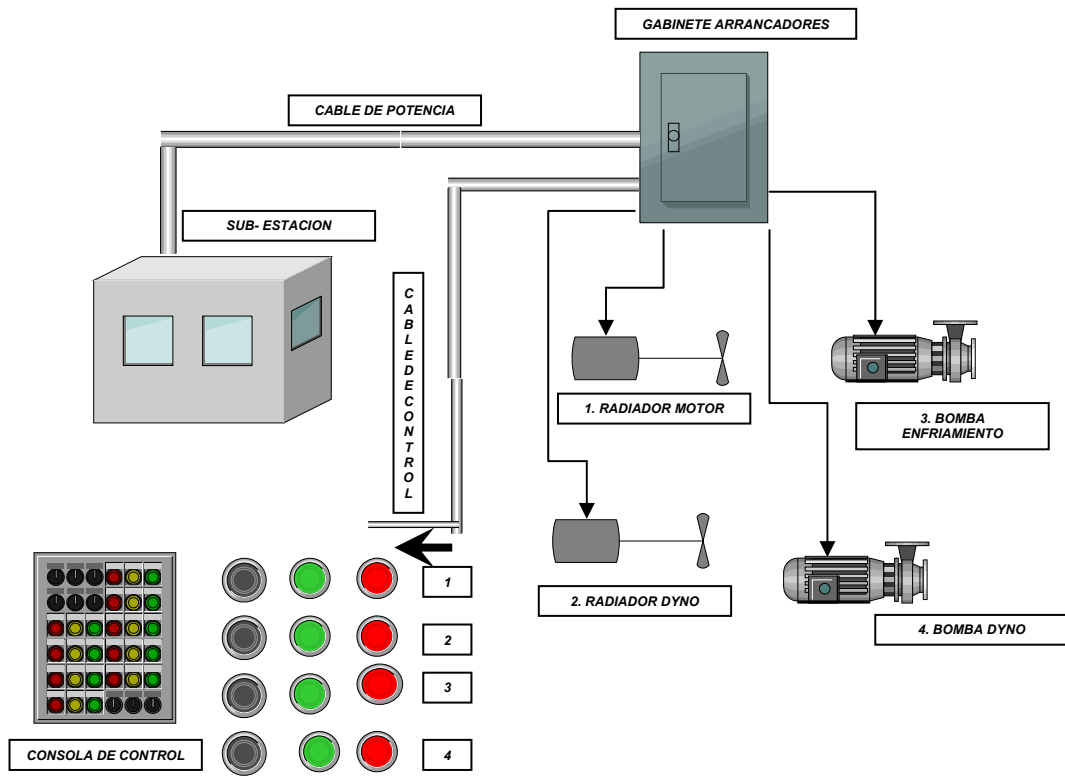 GABINETE ARRANCADORES
CABLE DE POTENCIA
SUB- ESTACION
C
A
B
L
E
D
E
C
O
N
T
R
O
L
1. RADIADOR MOTOR
3. BOMBA
ENFRIAMIENTO
2. RADIADOR DYNO
4. BOMBA DYNO
1
2
3
4
CONSOLA DE CONTROL